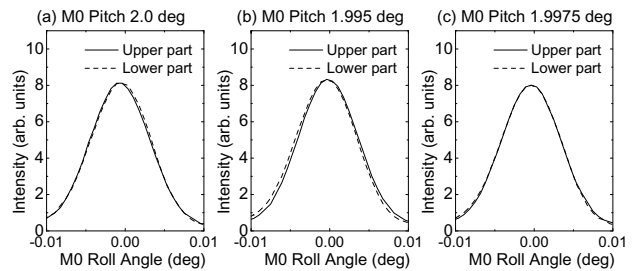 (a) M0 Pitch 2.0 deg
Intensity (arb. units)
10
8
6
4
2
0
Upper part
Lower part
-0.01 0.00 0.01
M0 Roll Angle (deg)
(b) M0 Pitch 1.995 deg
Intensity (arb. units)
10
8
6
4
2
0
Upper part
Lower part
-0.01 0.00 0.01
M0 Roll Angle (deg)
(c) M0 Pitch 1.9975 deg
Intensity (arb. units)
10
8
6
4
2
0
Upper part
Lower part
-0.01 0.00 0.01
M0 Roll Angle (deg)